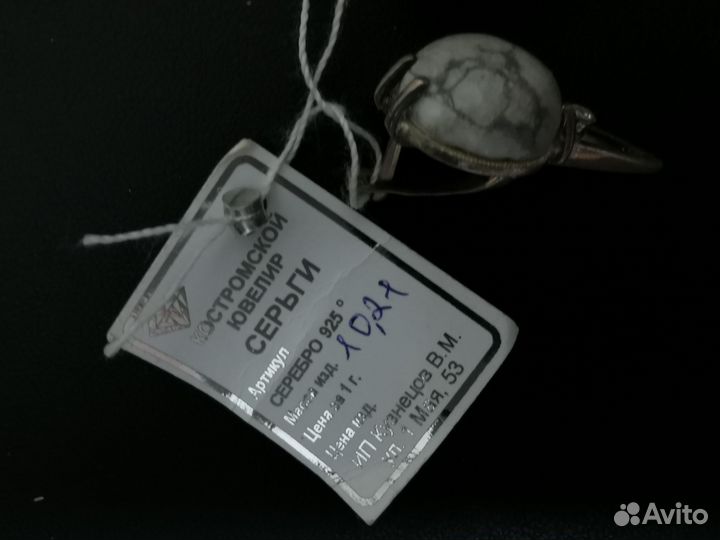 КОСТРОМСКОЙ
ЮВЕЛИР
СЕРЬГИ
Артикул
СЕРЕБРО 925°
Масса изд. 10,21
Цена за 1 г.
Цена изд.
ИП Кузнецов В.М.
ул. 1 Мая, 53
Avito